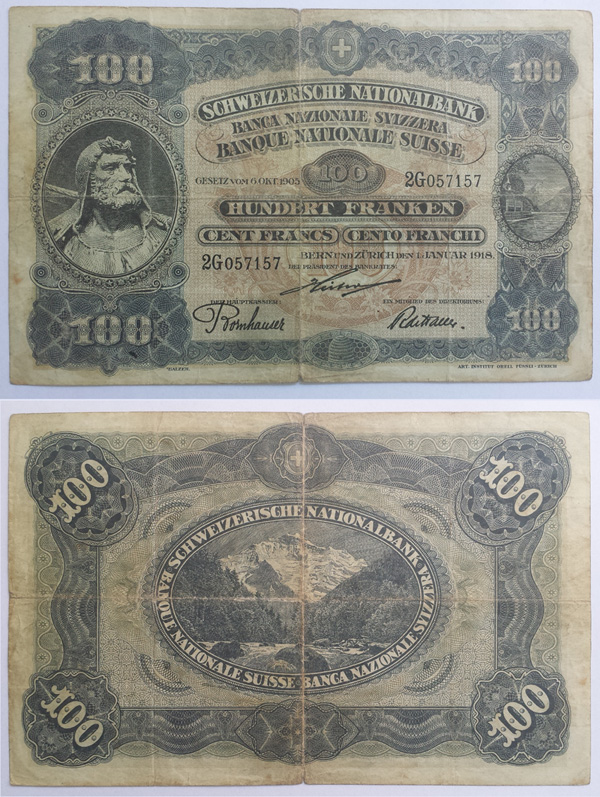 100
100
SCHWEIZERISCHE NATIONALBANK
BANCA NAZIONALE SVIZZERA
BANQUE NATIONALE SUISSE
GESETZ VOM 6. OKT. 1905
100
2G057157
HUNDERT FRANKEN
CENT FRANCS
CENTO FRANCHI
BERN UND ZÜRICH DEN 1. JANUAR 1918.
2G057157
DER PRÄSIDENT DES BANKRATES:
DER HAUPTKASSIER:
EIN MITGLIED DES DIREKTORIUMS:
Bornhauser
100
100
BALZER.
ART. INSTITUT ORELL FÜSSLI - ZÜRICH
100
100
SCHWEIZERISCHE NATIONALBANK
BANQUE NATIONALE SUISSE
BANCA NAZIONALE SVIZZERA
100
100